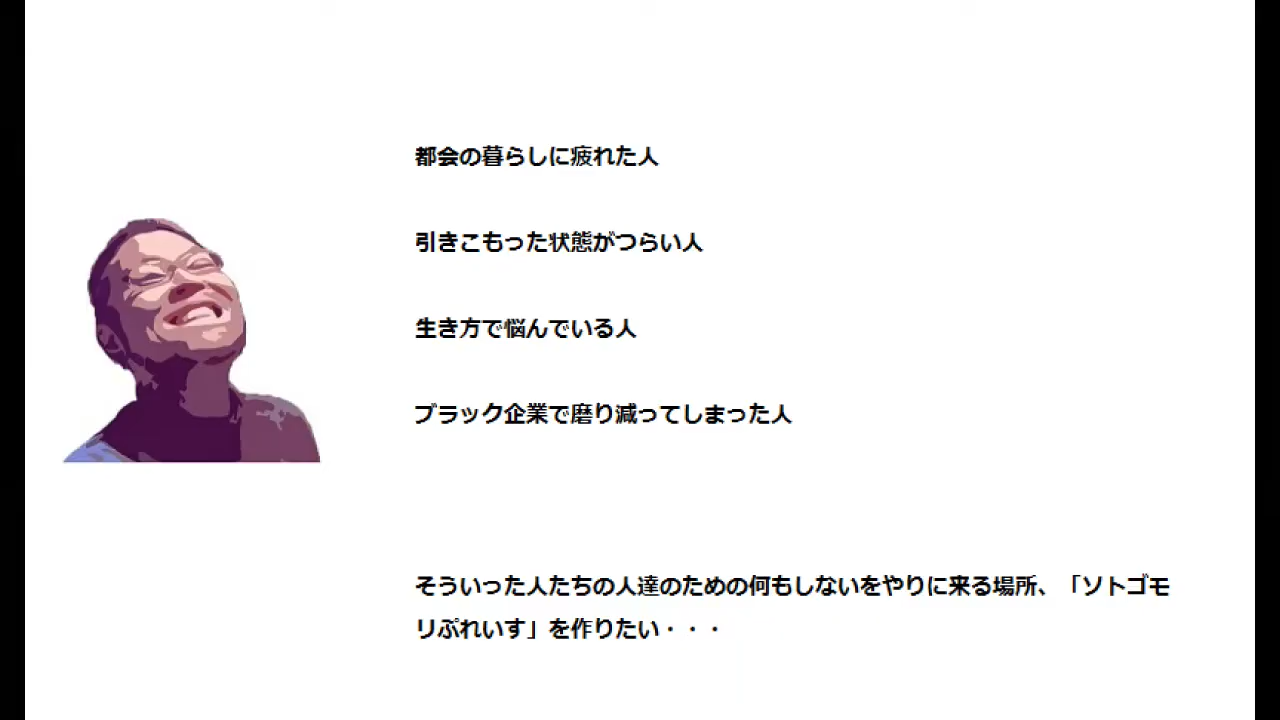 都会の暮らしに疲れた人
引きこもった状態がつらい人
生き方で悩んでいる人
ブラック企業で磨り減ってしまった人
そういった人たちの人達のための何もしないをやりに来る場所、「ソトゴモ
リぷれいす」を作りたい・・・